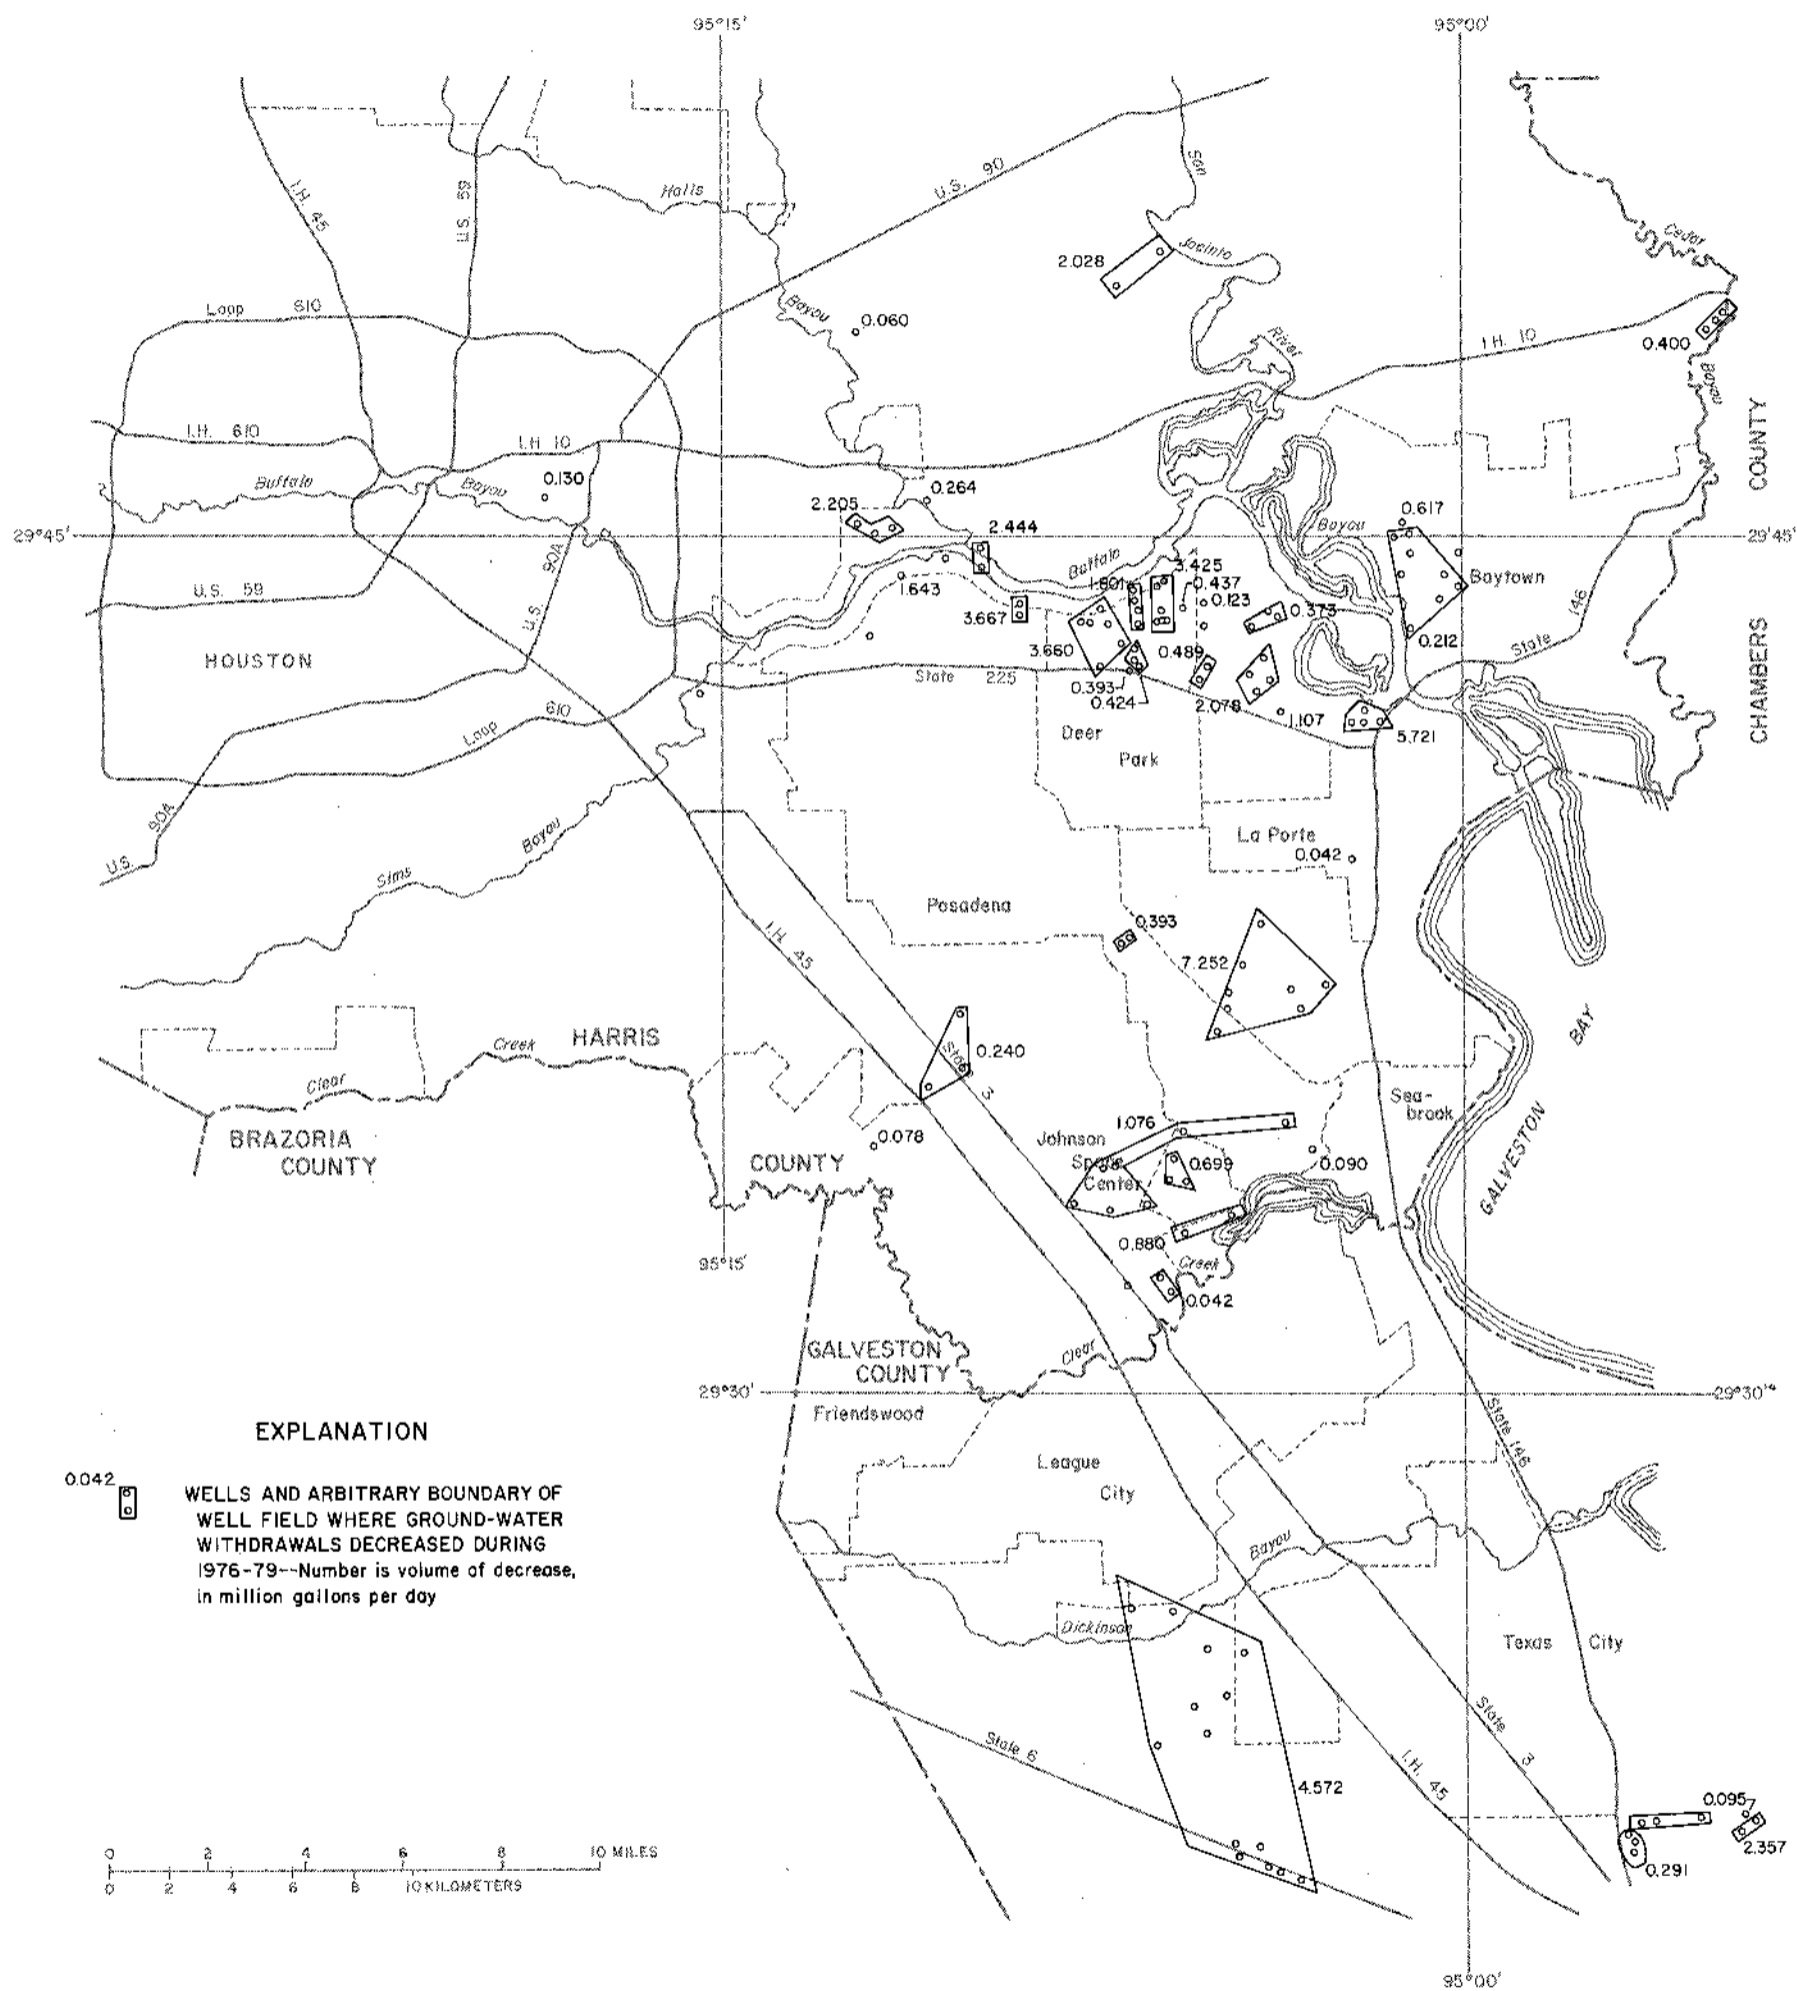 95°15'
95°00'
I.H. 45
U.S. 59
Halls
U.S. 90
San
Jacinto
Cedar
2.028
Loop 610
Bayou
0.060
River
I.H. 10
0.400
Bayou
COUNTY
I.H. 610
I.H. 10
0.130
Buffalo
Bayou
0.264
2.205
2.444
0.617
29°45'
Bayou
29°45'
Buffalo
3.425
90A
U.S.
U.S. 59
1.643
1.801
0.437
0.123
Baytown
3.667
0.373
146
State
0.212
HOUSTON
3.660
0.489
State 225
0.393
0.424
2.078
1.107
5.721
CHAMBERS
Loop 610
Deer
Park
90A
U.S.
Bayou
Sims
La Porte
0.042
Pasadena
0.393
I.H. 45
7.252
HARRIS
Creek
Clear
State 3
0.240
BAY
Sea-
brook
1.076
BRAZORIA
COUNTY
0.078
Johnson
Space
Center
0.699
0.090
COUNTY
GALVESTON
0.880
Creek
95°15'
0.042
GALVESTON
COUNTY
Clear
29°30'
29°30'
Friendswood
State 146
EXPLANATION
0.042
WELLS AND ARBITRARY BOUNDARY OF
WELL FIELD WHERE GROUND-WATER
WITHDRAWALS DECREASED DURING
1976-79--Number is volume of decrease,
in million gallons per day
League
City
Bayou
Dickinson
Texas City
State 6
State 3
I.H. 45
4.572
0.095
2.357
0.291
0 2 4 6 8 10 MILES
0 2 4 6 8 10 KILOMETERS
95°00'